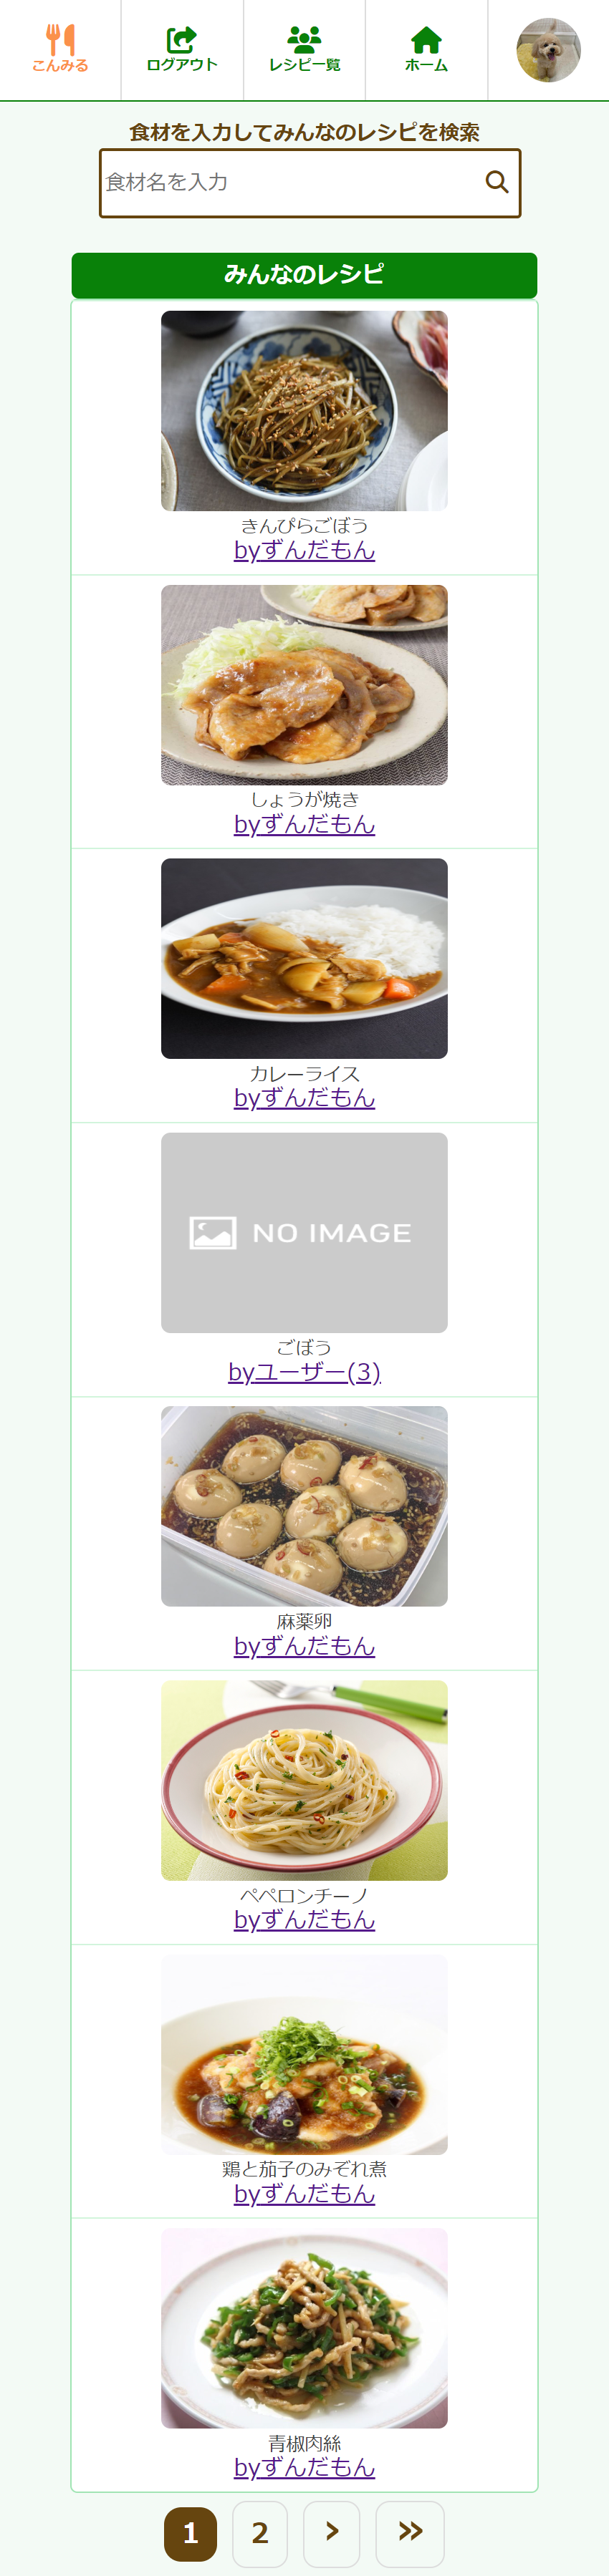 こんみる
ログアウト
レシピ一覧
ホーム
食材を入力してみんなのレシピを検索
食材名を入力
みんなのレシピ
きんぴらごぼう
byずんだもん
しょうが焼き
byずんだもん
カレーライス
byずんだもん
NO IMAGE
ごぼう
byユーザー(3)
麻薬卵
byずんだもん
ペペロンチーノ
byずんだもん
鶏と茄子のみぞれ煮
byずんだもん
青椒肉絲
byずんだもん
1 2 › »